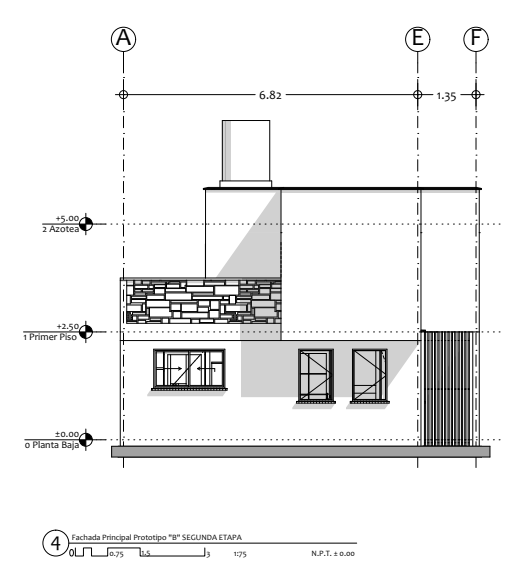 A E F
6.82 1.35
+5.00
2 Azotea
+2.50
1 Primer Piso
±0.00
0 Planta Baja
4
Fachada Principal Prototipo "B" SEGUNDA ETAPA
0 0.75 1.5 3 1:75 N.P.T. ± 0.00